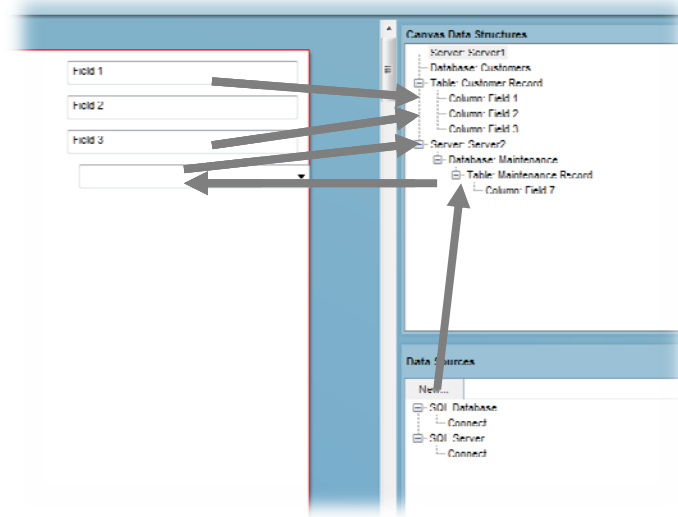 Field 1
Field 2
Field 3
Canvas Data Structures
Server: Server1
Database: Customers
Table: Customer Record
Column: Field 1
Column: Field 2
Column: Field 3
Server: Server2
Database: Maintenance
Table: Maintenance Record
Column: Field 7
Data Sources
New...
SQL Database
Connect
SQL Server
Connect